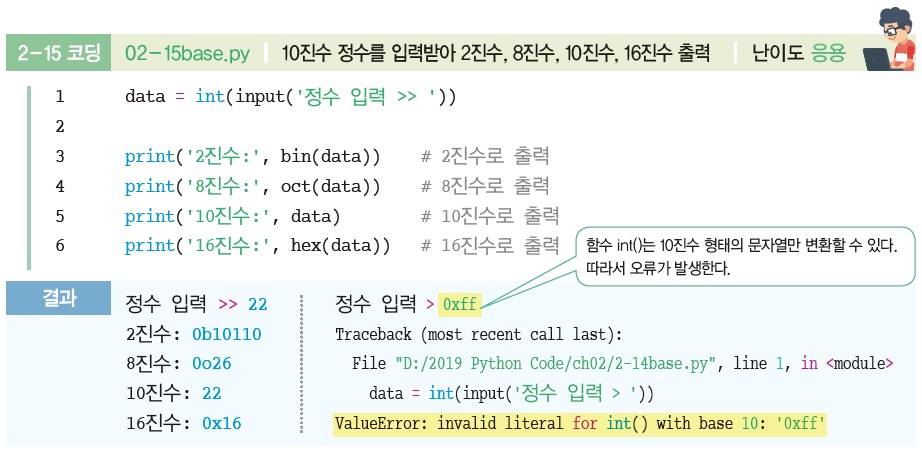 2-15 코딩 02-15base.py 10진수 정수를 입력받아 2진수, 8진수, 10진수, 16진수 출력 난이도 응용
1 data = int(input('정수 입력 >> '))
2
3 print('2진수:', bin(data)) # 2진수로 출력
4 print('8진수:', oct(data)) # 8진수로 출력
5 print('10진수:', data) # 10진수로 출력
6 print('16진수:', hex(data)) # 16진수로 출력
함수 int()는 10진수 형태의 문자열만 변환할 수 있다.
따라서 오류가 발생한다.
결과
정수 입력 >> 22
2진수: 0b10110
8진수: 0o26
10진수: 22
16진수: 0x16
정수 입력 > 0xff
Traceback (most recent call last):
File "D:/2019 Python Code/ch02/2-14base.py", line 1, in <module>
data = int(input('정수 입력 > '))
ValueError: invalid literal for int() with base 10: '0xff'